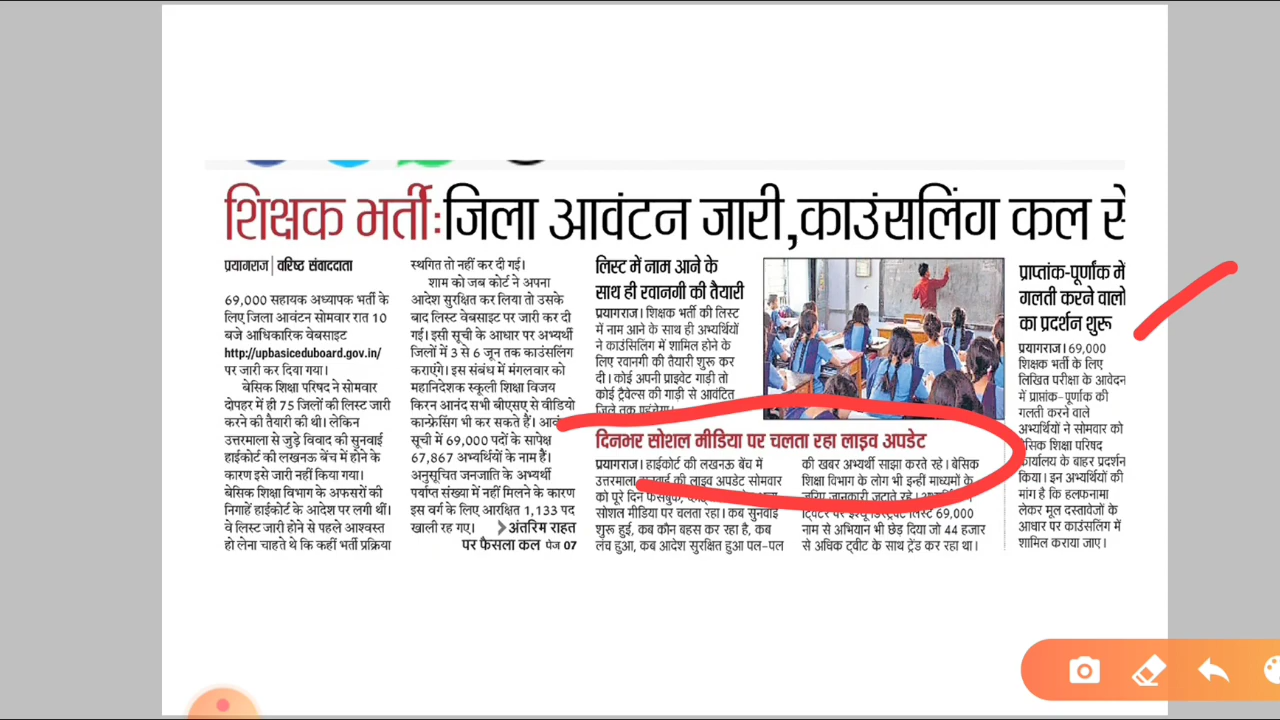 शिक्षक भर्ती:जिला आवंटन जारी,काउंसलिंग कल से
प्रयागराज | वरिष्ठ संवाददाता
69,000 सहायक अध्यापक भर्ती के
लिए जिला आवंटन सोमवार रात 10
बजे आधिकारिक वेबसाइट
http://upbasiceduboard.gov.in/
पर जारी कर दिया गया।
बेसिक शिक्षा परिषद ने सोमवार
दोपहर में ही 75 जिलों की लिस्ट जारी
करने की तैयारी की थी। लेकिन
उत्तरमाला से जुड़े विवाद की सुनवाई
हाईकोर्ट की लखनऊ बेंच में होने के
कारण इसे जारी नहीं किया गया।
बेसिक शिक्षा विभाग के अफसरों की
निगाहें हाईकोर्ट के आदेश पर लगी थीं।
वे लिस्ट जारी होने से पहले आश्वस्त
हो लेना चाहते थे कि कहीं भर्ती प्रक्रिया
स्थगित तो नहीं कर दी गई।
शाम को जब कोर्ट ने अपना
आदेश सुरक्षित कर लिया तो उसके
बाद लिस्ट वेबसाइट पर जारी कर दी
गई। इसी सूची के आधार पर अभ्यर्थी
जिलों में 3 से 6 जून तक काउंसलिंग
कराएंगे। इस संबंध में मंगलवार को
महानिदेशक स्कूली शिक्षा विजय
किरन आनंद सभी बीएसए से वीडियो
कान्फ्रेसिंग भी कर सकते हैं।
सूची में 69,000 पदों के सापेक्ष
67,867 अभ्यर्थियों के नाम हैं।
अनुसूचित जनजाति के अभ्यर्थी
पर्याप्त संख्या में नहीं मिलने के कारण
इस वर्ग के लिए आरक्षित 1,133 पद
खाली रह गए। अंतरिम राहत
पर फैसला कल पेज 07
लिस्ट में नाम आने के
साथ ही रवानगी की तैयारी
प्रयागराज। शिक्षक भर्ती की लिस्ट
में नाम आने के साथ ही अभ्यर्थियों
ने काउंसिलिंग में शामिल होने के
लिए रवानगी की तैयारी शुरू कर
दी। कोई अपनी प्राइवेट गाड़ी तो
कोई ट्रैवेल्स की गाड़ी से आवंटित
जिले तक
दिनभर सोशल मीडिया पर चलता रहा लाइव अपडेट
प्रयागराज। हाईकोर्ट की लखनऊ बेंच में
उत्तरमाला की लाइव अपडेट सोमवार
को पूरे दिन
सोशल मीडिया पर चलता रहा। कब सुनवाई
शुरू हुई, कब कौन बहस कर रहा है, कब
लंच हुआ, कब आदेश सुरक्षित हुआ पल-पल
की खबर अभ्यर्थी साझा करते रहे। बेसिक
शिक्षा विभाग के लोग भी इन्हीं माध्यमों के
जरिए जानकारी जुटाते रहे।
लिस्ट 69,000
नाम से अभियान भी छेड़ दिया जो 44 हजार
से अधिक ट्वीट के साथ ट्रेंड कर रहा था।
प्राप्तांक-पूर्णांक में
गलती करने वालों
का प्रदर्शन शुरू
प्रयागराज। 69,000
शिक्षक भर्ती के लिए
लिखित परीक्षा के आवेदन
में प्राप्तांक-पूर्णांक की
गलती करने वाले
अभ्यर्थियों ने सोमवार को
बेसिक शिक्षा परिषद
कार्यालय के बाहर प्रदर्शन
किया। इन अभ्यर्थियों की
मांग है कि हलफनामा
लेकर मूल दस्तावेजों के
आधार पर काउंसलिंग में
शामिल कराया जाए।